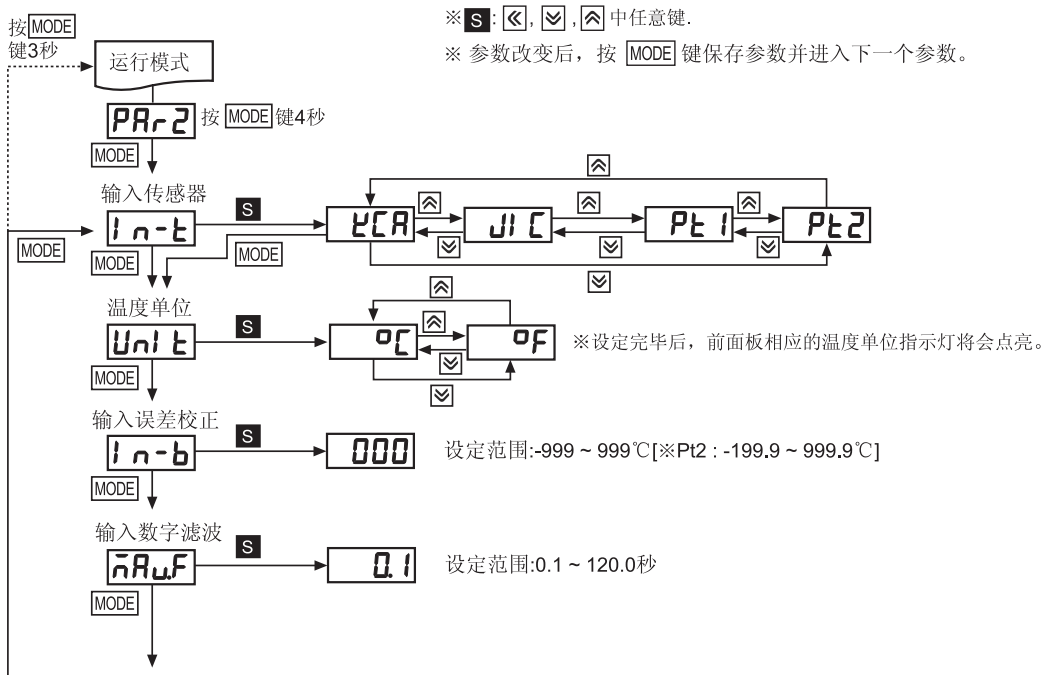 ※S: «, ︾, ︽ 中任意键.
※ 参数改变后，按 MODE 键保存参数并进入下一个参数。
按MODE
键3秒
运行模式
PAr2 按 MODE 键4秒
MODE
输入传感器
In-t S KCA JIC Pt1 Pt2
MODE MODE MODE
温度单位
UnIt S °C °F ※设定完毕后，前面板相应的温度单位指示灯将会点亮。
MODE
输入误差校正
In-b S 000 设定范围:-999 ~ 999℃[※Pt2 : -199.9 ~ 999.9℃]
MODE
输入数字滤波
MAu.F S 0.1 设定范围:0.1 ~ 120.0秒
MODE